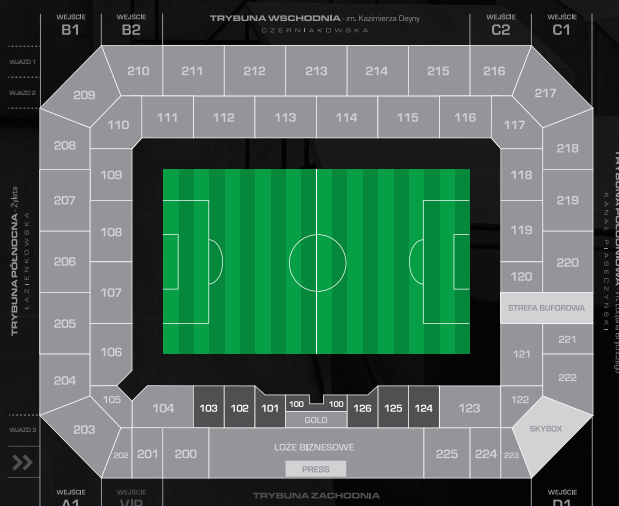 WEJŚCIE
B1
WEJŚCIE
B2
TRYBUNA WSCHODNIA - im. Kazimierza Deyny
CZERNIAKOWSKA
WEJŚCIE
C2
WEJŚCIE
C1
WJAZD 1
WJAZD 2
209
210
211
212
213
214
215
216
217
110
111
112
113
114
115
116
117
208
109
118
218
207
108
119
219
206
107
120
220
TRYBUNA PÓŁNOCNA - Żyleta
ŁAZIENKOWSKA
KANAŁ PIASECZYŃSKI
STREFA BUFOROWA
205
106
121
221
204
222
105
104
103
102
101
100
100
126
125
124
123
122
GOLD
WJAZD 3
203
202
201
200
LOŻE BIZNESOWE
PRESS
225
224
223
SKYBOX
WEJŚCIE
A1
WEJŚCIE
VIP
TRYBUNA ZACHODNIA
WEJŚCIE
D1